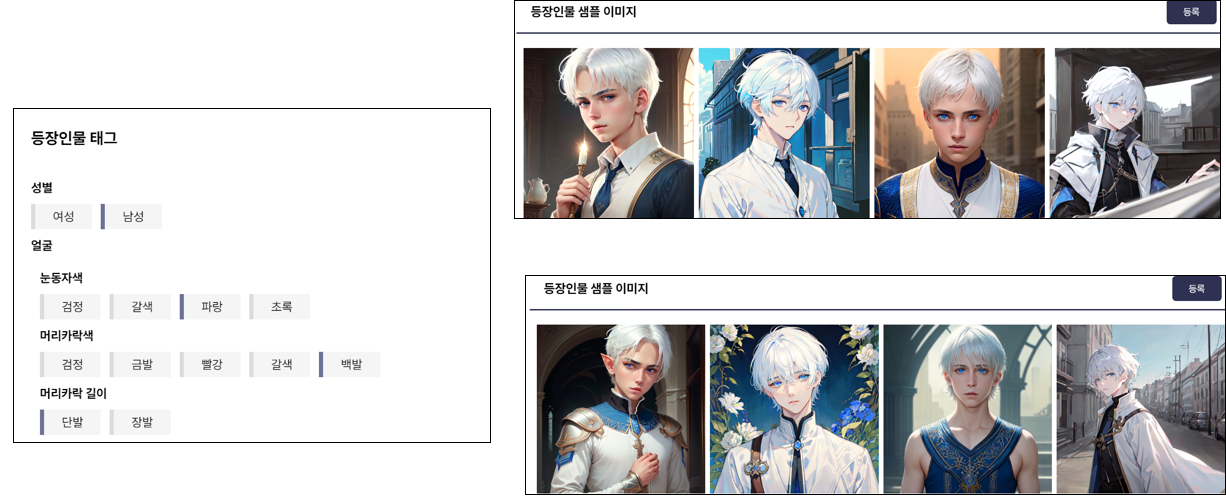 등장인물 태그
성별
여성 남성
얼굴
눈동자색
검정 갈색 파랑 초록
머리카락색
검정 금발 빨강 갈색 백발
머리카락 길이
단발 장발
등장인물 샘플 이미지 등록
등장인물 샘플 이미지 등록